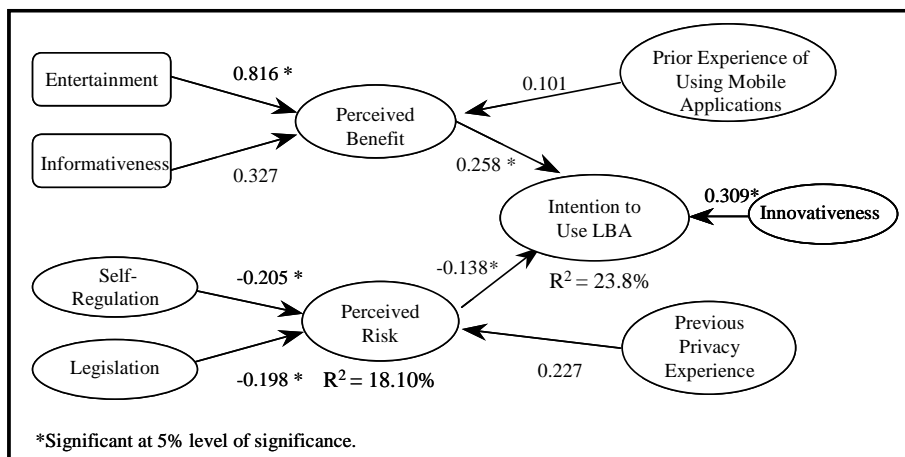 Entertainment
0.816 *
Prior Experience of
Using Mobile
Applications
0.101
Perceived
Benefit
Informativeness
0.327
0.258 *
Intention to
Use LBA
0.309*
Innovativeness
R² = 23.8%
Self-
Regulation
-0.205 *
-0.138*
Perceived
Risk
Previous
Privacy
Experience
Legislation
-0.198 *
R² = 18.10%
0.227
*Significant at 5% level of significance.